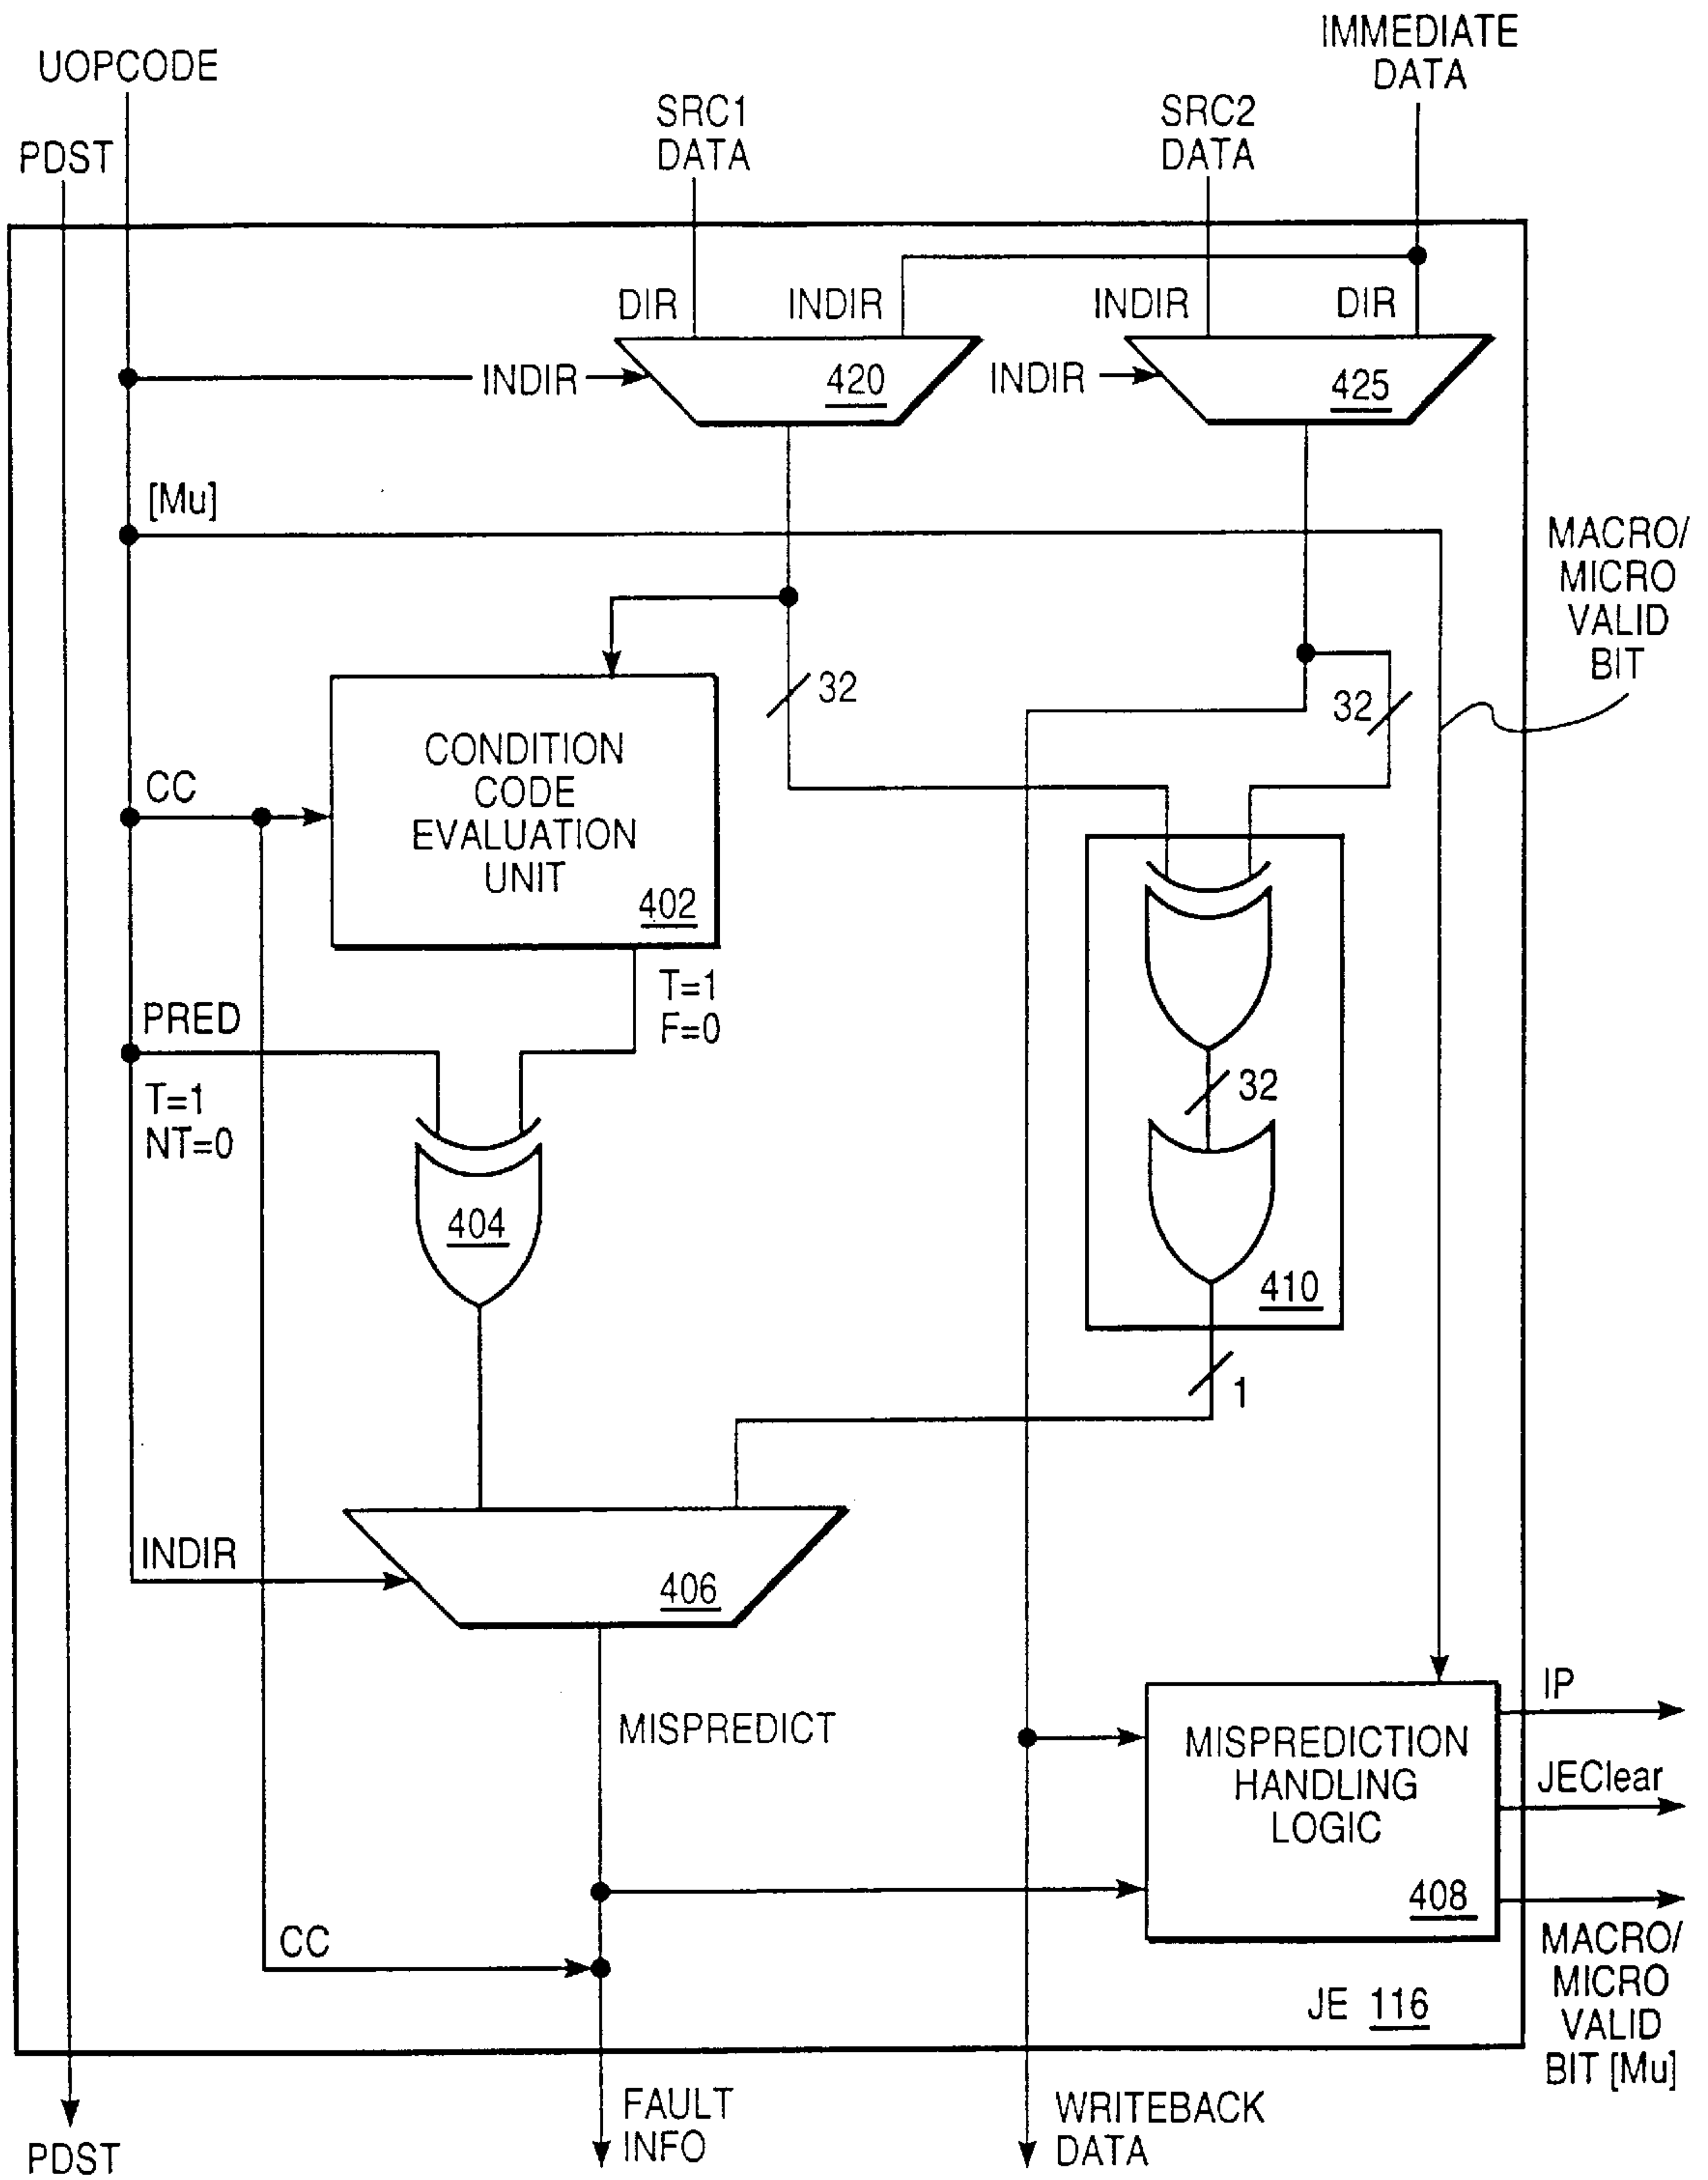 IMMEDIATE
DATA
UOPCODE
SRC1
DATA
SRC2
DATA
PDST
DIR
INDIR
INDIR
DIR
INDIR
420
INDIR
425
[Mu]
MACRO/
MICRO
VALID
BIT
32
32
CONDITION
CODE
EVALUATION
UNIT
402
CC
T=1
F=0
PRED
T=1
NT=0
32
404
410
1
INDIR
406
MISPREDICT
MISPREDICTION
HANDLING
LOGIC
408
IP
JEClear
MACRO/
MICRO
VALID
BIT [Mu]
CC
JE 116
PDST
FAULT
INFO
WRITEBACK
DATA